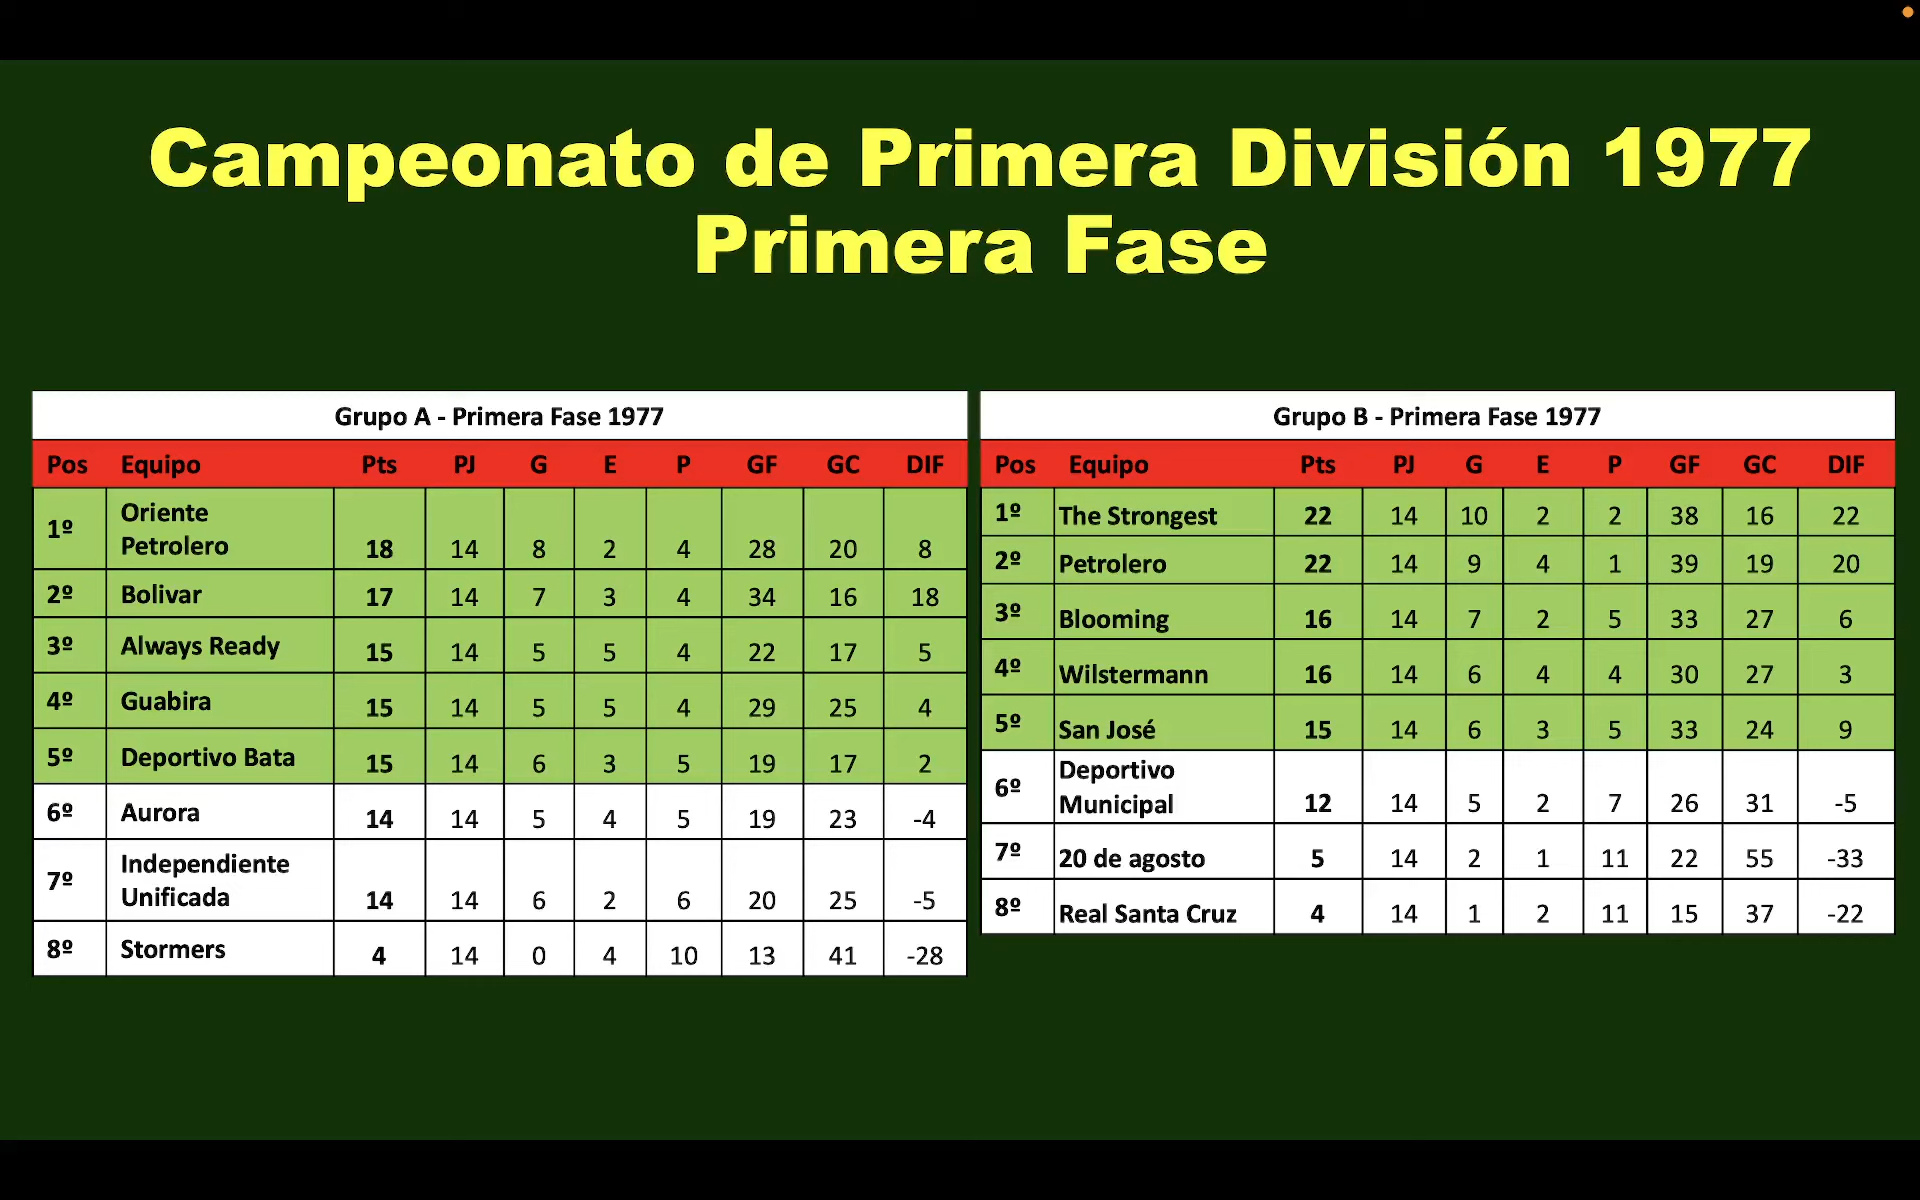 Campeonato de Primera División 1977
Primera Fase
Grupo A - Primera Fase 1977
Pos Equipo Pts PJ G E P GF GC DIF
1º Oriente Petrolero 18 14 8 2 4 28 20 8
2º Bolivar 17 14 7 3 4 34 16 18
3º Always Ready 15 14 5 5 4 22 17 5
4º Guabira 15 14 5 5 4 29 25 4
5º Deportivo Bata 15 14 6 3 5 19 17 2
6º Aurora 14 14 5 4 5 19 23 -4
7º Independiente Unificada 14 14 6 2 6 20 25 -5
8º Stormers 4 14 0 4 10 13 41 -28
Grupo B - Primera Fase 1977
Pos Equipo Pts PJ G E P GF GC DIF
1º The Strongest 22 14 10 2 2 38 16 22
2º Petrolero 22 14 9 4 1 39 19 20
3º Blooming 16 14 7 2 5 33 27 6
4º Wilstermann 16 14 6 4 4 30 27 3
5º San José 15 14 6 3 5 33 24 9
6º Deportivo Municipal 12 14 5 2 7 26 31 -5
7º 20 de agosto 5 14 2 1 11 22 55 -33
8º Real Santa Cruz 4 14 1 2 11 15 37 -22